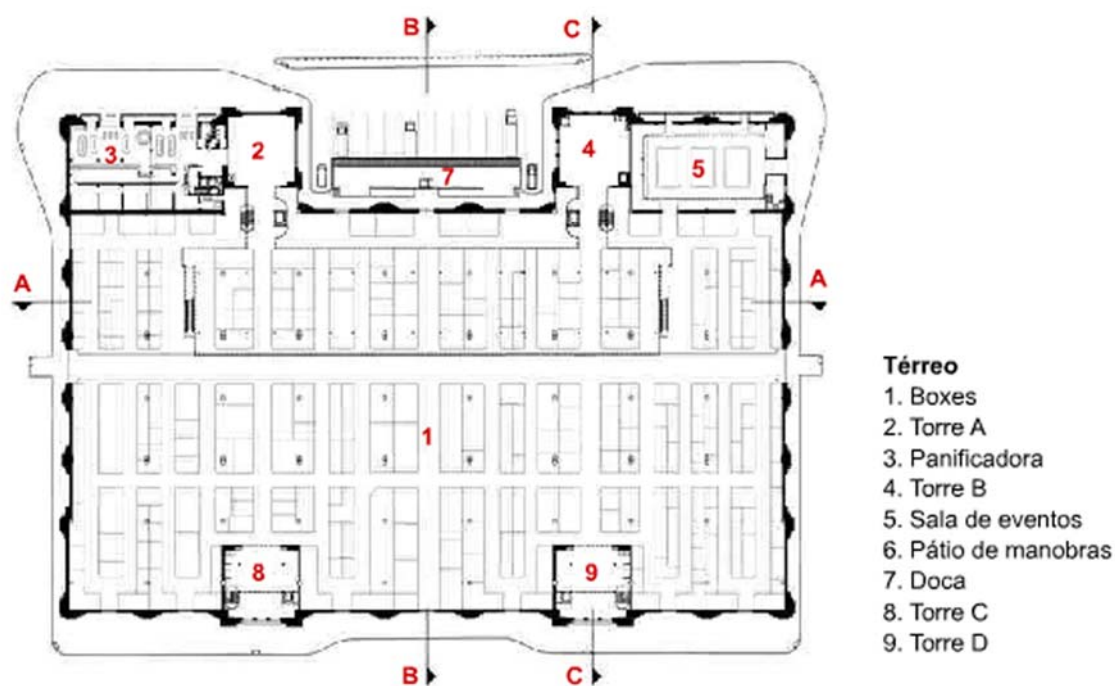 B
C
2
4
3
5
7
A
A
1
8
9
B
C
Térreo
1. Boxes
2. Torre A
3. Panificadora
4. Torre B
5. Sala de eventos
6. Pátio de manobras
7. Doca
8. Torre C
9. Torre D